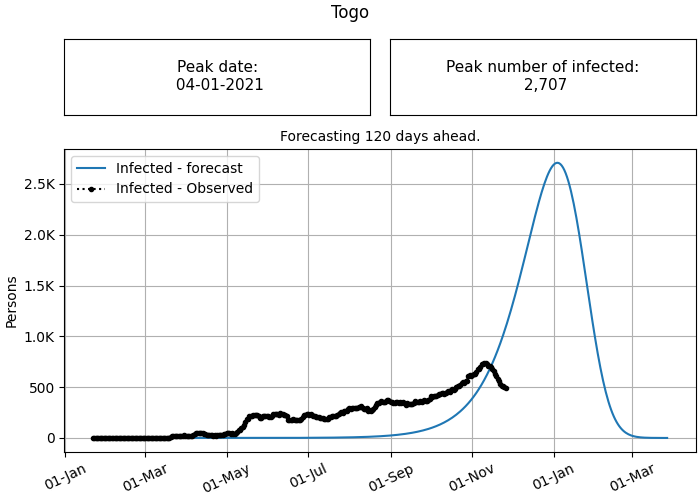 Togo
Peak date:
04-01-2021
Peak number of infected:
2,707
Forecasting 120 days ahead.
Infected - forecast
Infected - Observed
Persons
2.5K
2.0K
1.5K
1.0K
500
0
01-Jan
01-Mar
01-May
01-Jul
01-Sep
01-Nov
01-Jan
01-Mar